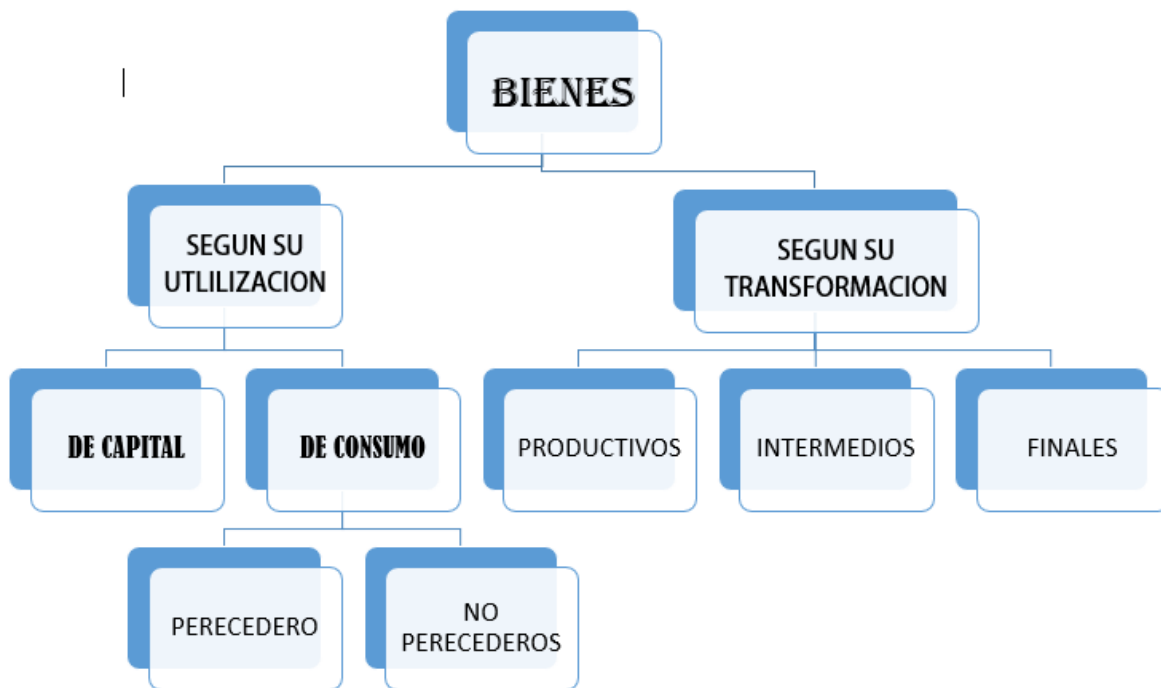 BIENES
SEGUN SU
UTLILIZACION
SEGUN SU
TRANSFORMACION
DE CAPITAL
DE CONSUMO
PRODUCTIVOS
INTERMEDIOS
FINALES
PERECEDERO
NO
PERECEDEROS